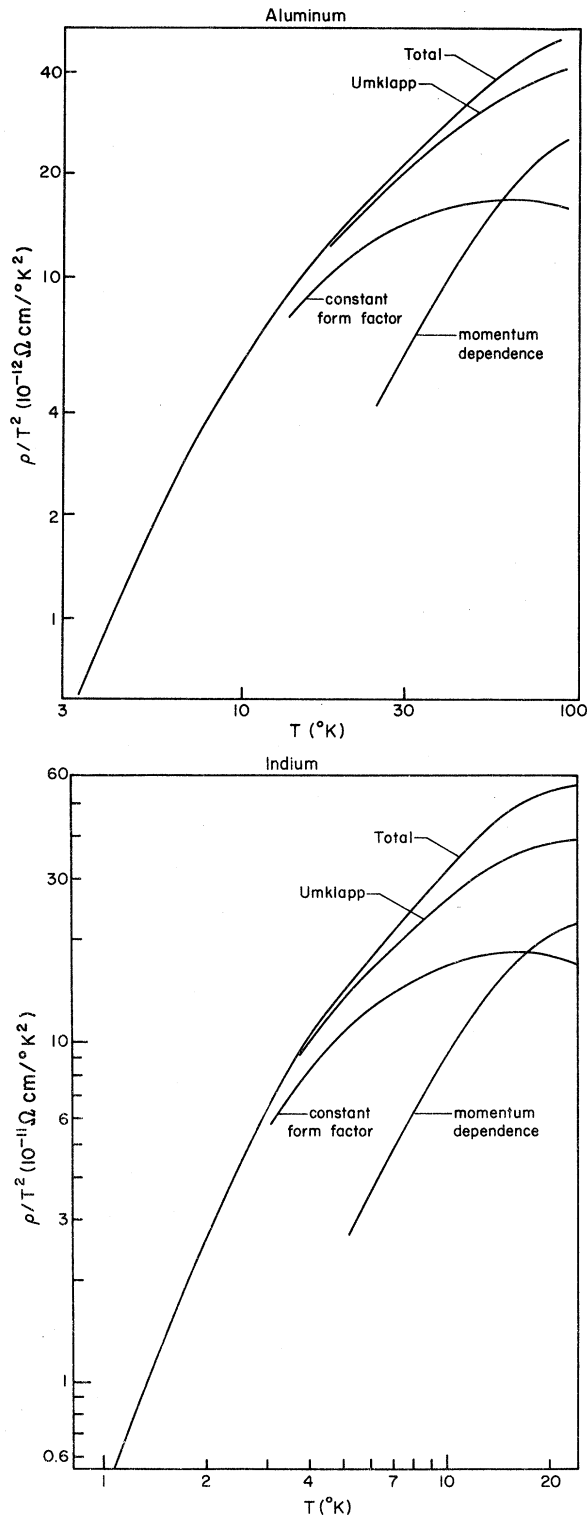 Aluminum
40
20
10
4
2
1
ρ/T² (10⁻¹²Ω cm/°K²)
Total
Umklapp
constant
form factor
momentum
dependence
3
10
30
100
T (°K)
Indium
60
30
10
6
3
1
0.6
ρ/T² (10⁻¹¹Ω cm/°K²)
Total
Umklapp
constant
form factor
momentum
dependence
1
2
4
7
10
20
T (°K)